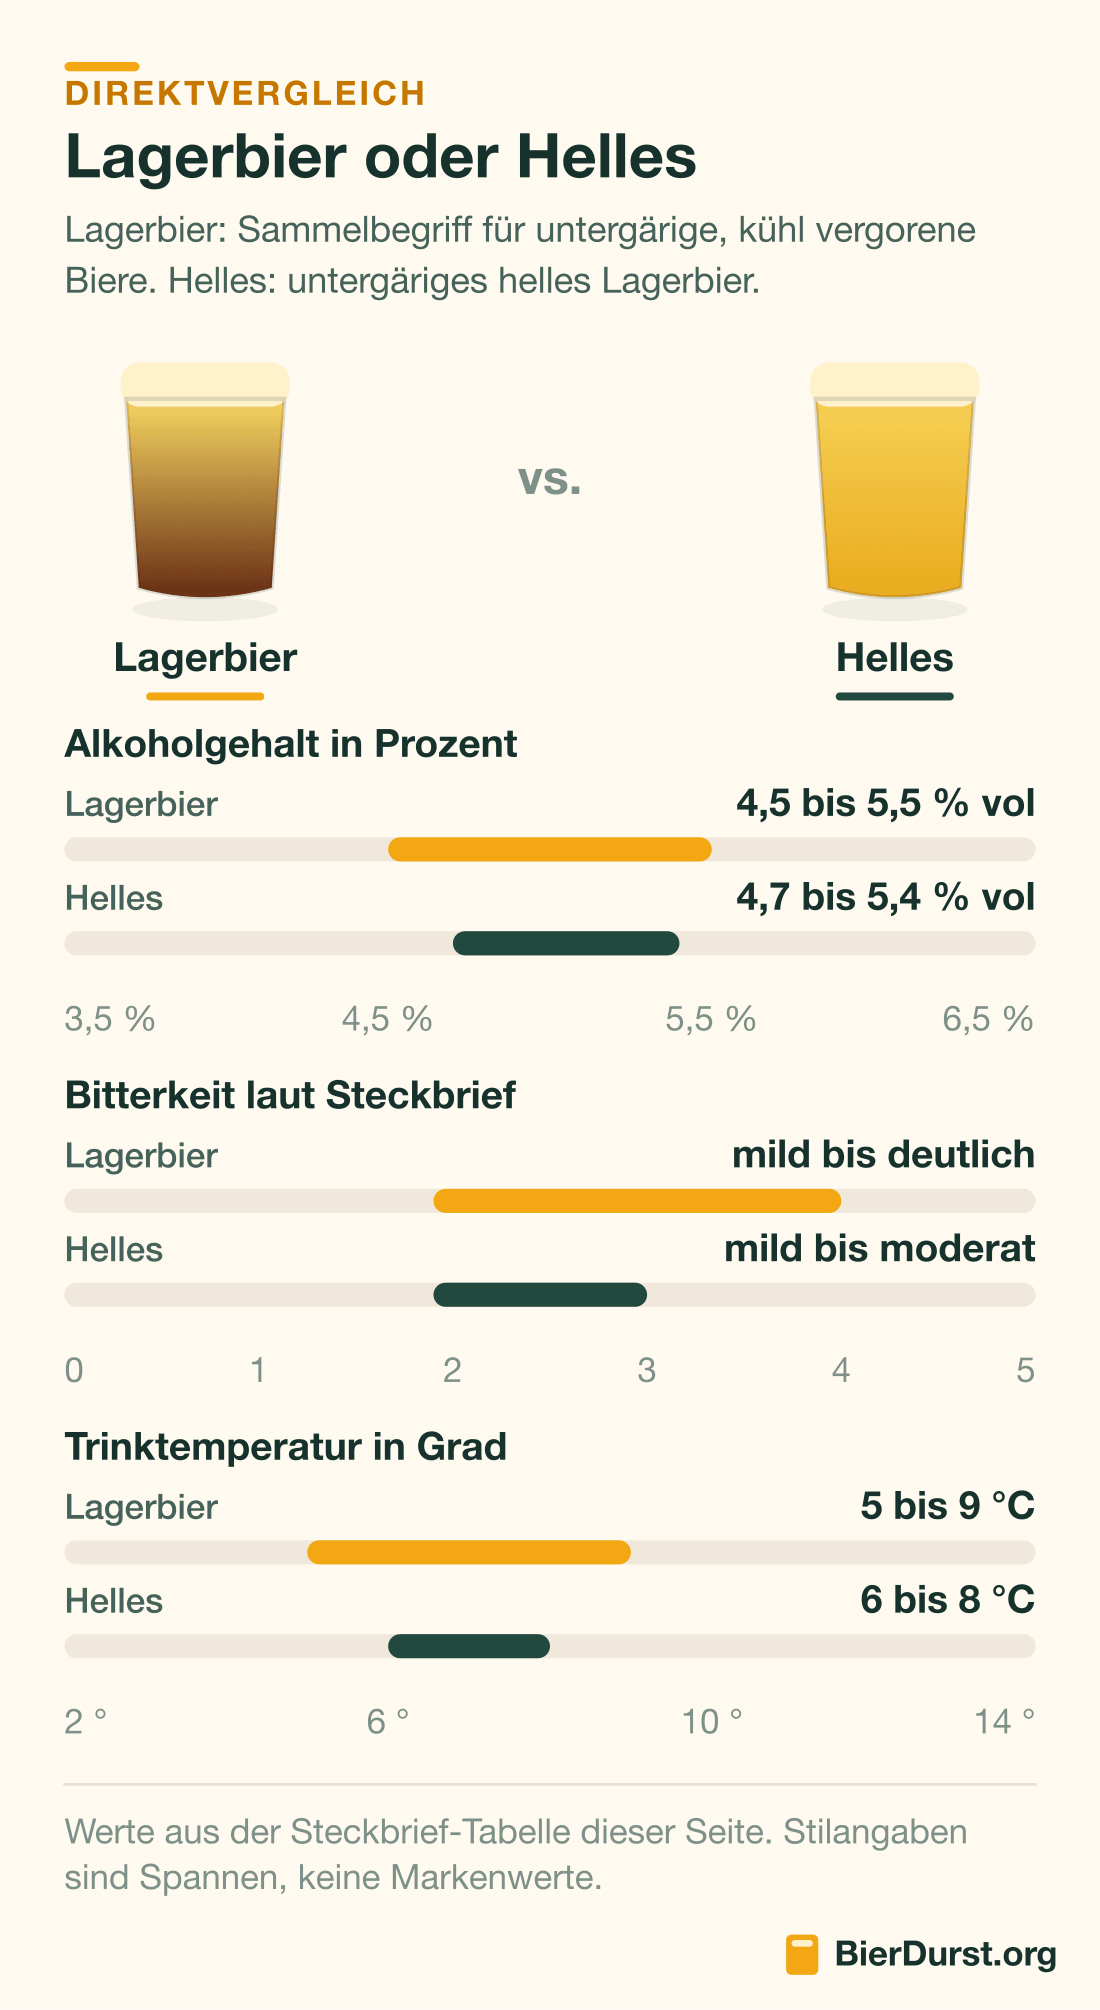 DIREKTVERGLEICH
Lagerbier oder Helles
Lagerbier: Sammelbegriff für untergärige, kühl vergorene
Biere. Helles: untergäriges helles Lagerbier.
vs.
Lagerbier
Helles
Alkoholgehalt in Prozent
Lagerbier 4,5 bis 5,5 % vol
Helles 4,7 bis 5,4 % vol
3,5 % 4,5 % 5,5 % 6,5 %
Bitterkeit laut Steckbrief
Lagerbier mild bis deutlich
Helles mild bis moderat
0 1 2 3 4 5
Trinktemperatur in Grad
Lagerbier 5 bis 9 °C
Helles 6 bis 8 °C
2 ° 6 ° 10 ° 14 °
Werte aus der Steckbrief-Tabelle dieser Seite. Stilangaben
sind Spannen, keine Markenwerte.
BierDurst.org